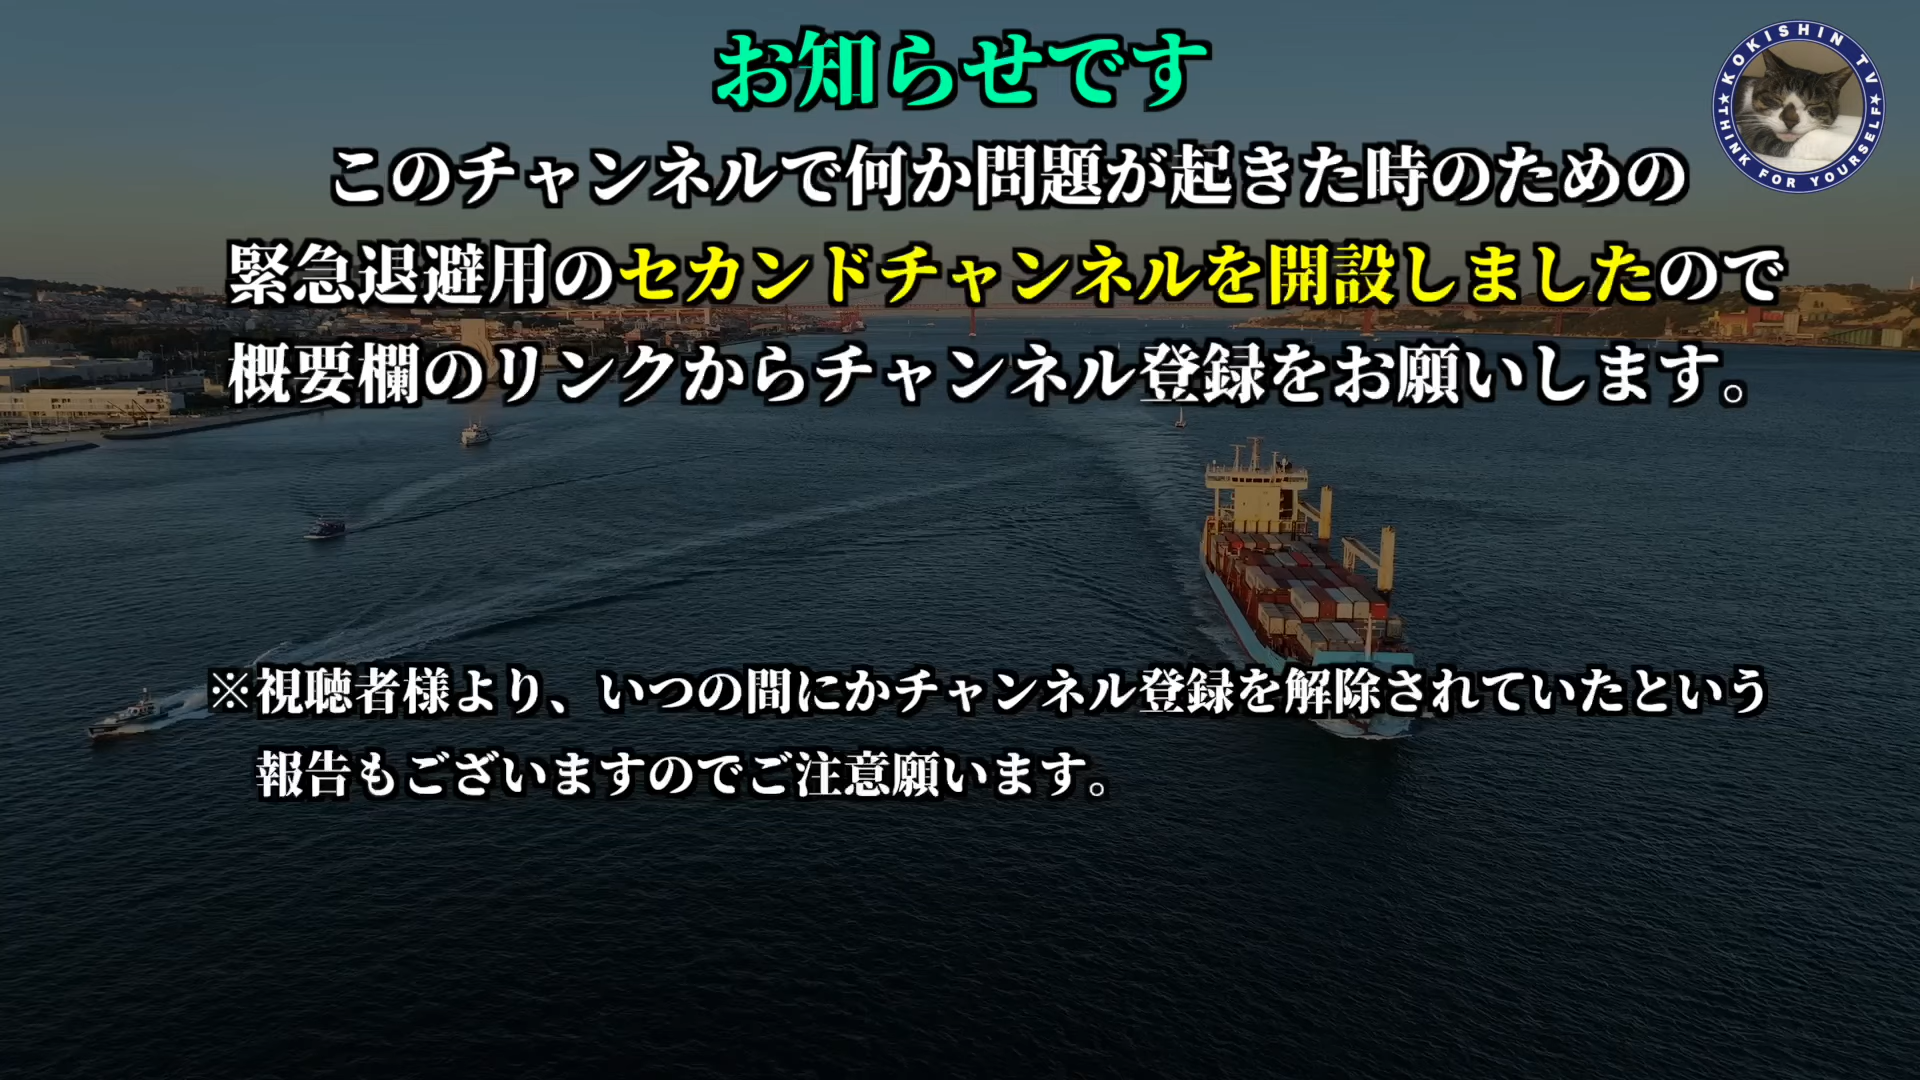 お知らせです
KOKISHIN TV
★THINK FOR YOURSELF★
このチャンネルで何か問題が起きた時のための
緊急退避用のセカンドチャンネルを開設しましたので
概要欄のリンクからチャンネル登録をお願いします。
※視聴者様より、いつの間にかチャンネル登録を解除されていたという
報告もございますのでご注意願います。